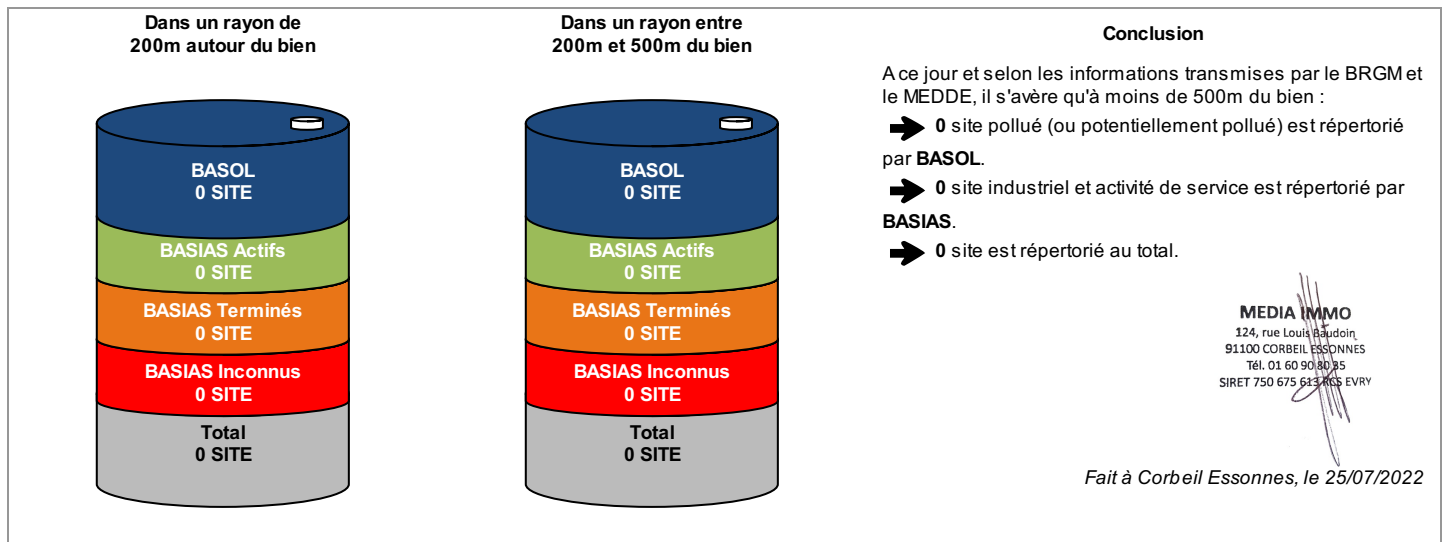 Dans un rayon de
200m autour du bien
BASOL
0 SITE
BASIAS Actifs
0 SITE
BASIAS Terminés
0 SITE
BASIAS Inconnus
0 SITE
Total
0 SITE
Dans un rayon entre
200m et 500m du bien
BASOL
0 SITE
BASIAS Actifs
0 SITE
BASIAS Terminés
0 SITE
BASIAS Inconnus
0 SITE
Total
0 SITE
Conclusion
A ce jour et selon les informations transmises par le BRGM et
le MEDDE, il s'avère qu'à moins de 500m du bien :
0 site pollué (ou potentiellement pollué) est répertorié
par BASOL.
0 site industriel et activité de service est répertorié par
BASIAS.
0 site est répertorié au total.
MEDIA IMMO
124, rue Louis Baudoin
91100 CORBEIL ESSONNES
Tél. 01 60 90 80 85
SIRET 750 675 613 RCS EVRY
Fait à Corbeil Essonnes, le 25/07/2022